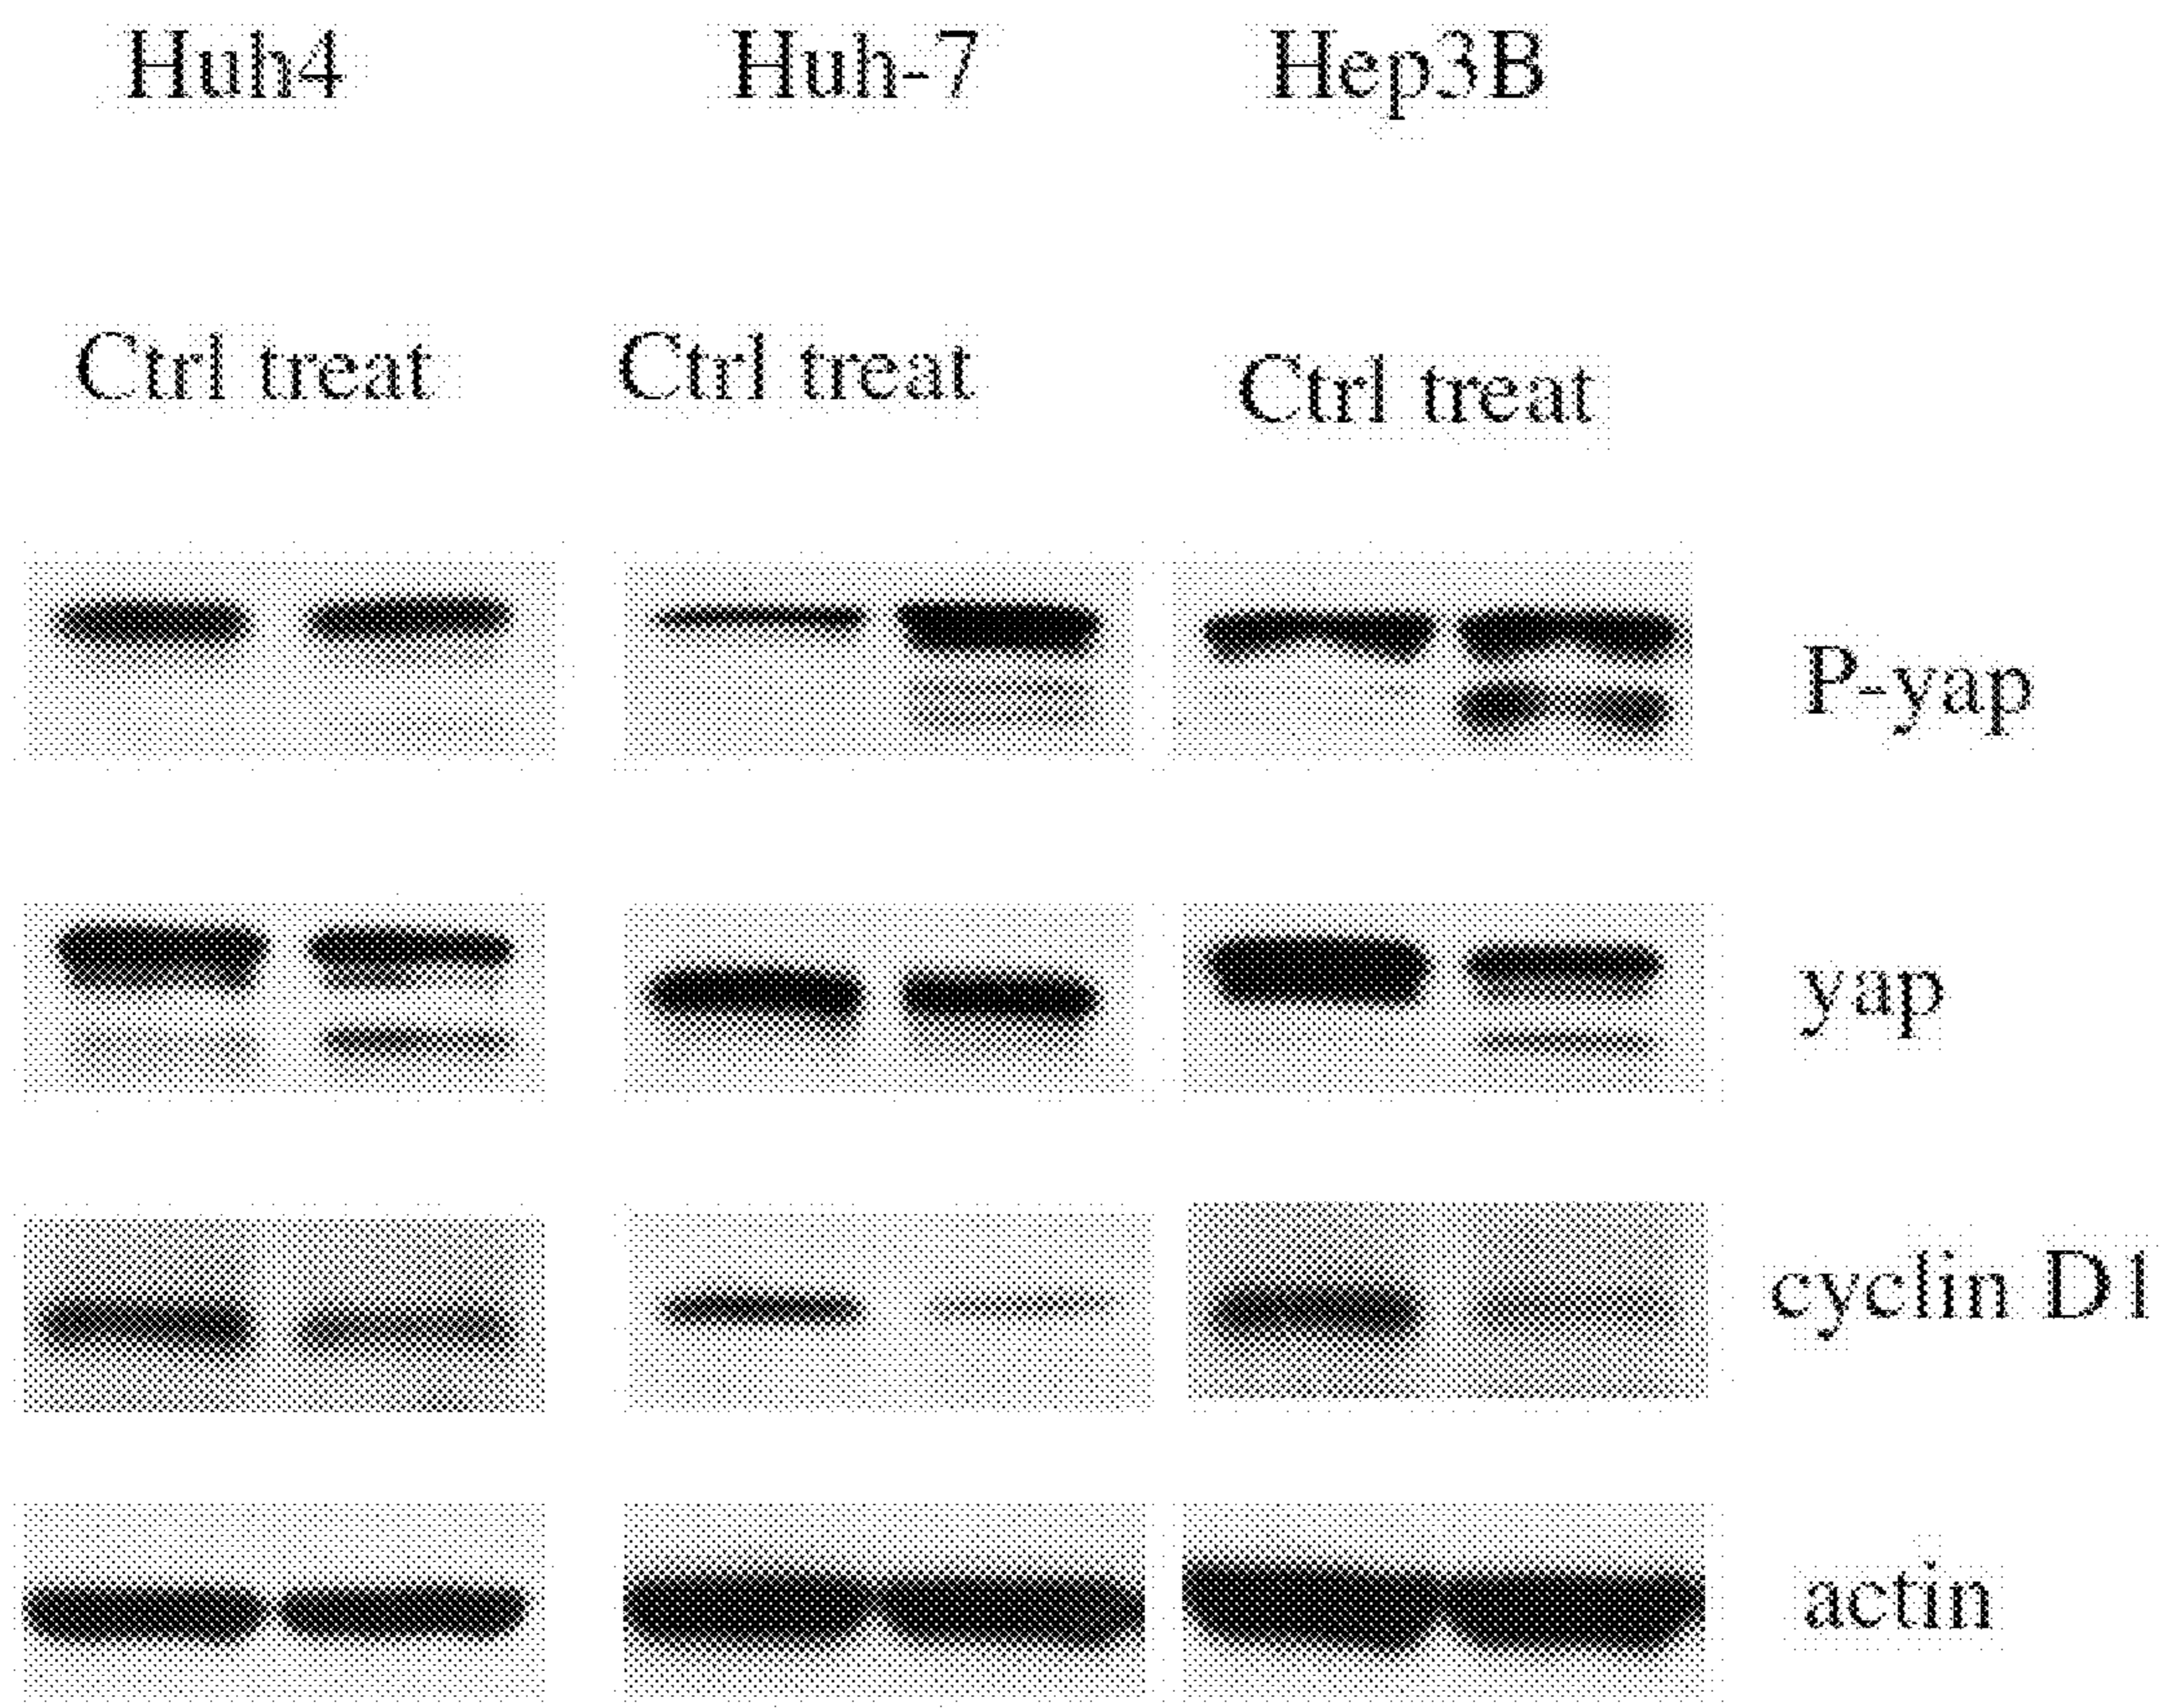 Huh4 Huh-7 Hep3B
Ctrl treat Ctrl treat Ctrl treat
P-yap
yap
cyclin D1
actin